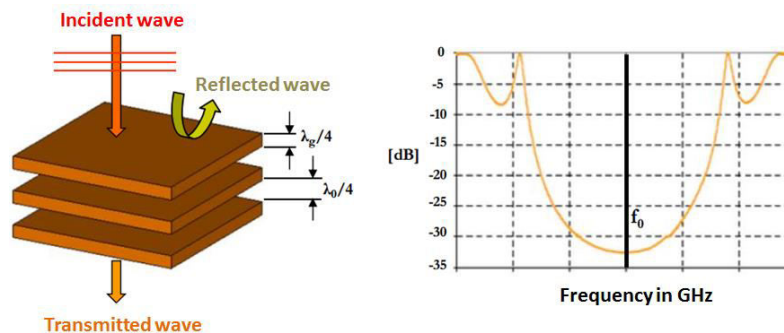 Incident wave
Reflected wave
λg/4
λ0/4
Transmitted wave
0
-5
-10
-15
[dB]
-20
-25
-30
-35
f0
Frequency in GHz